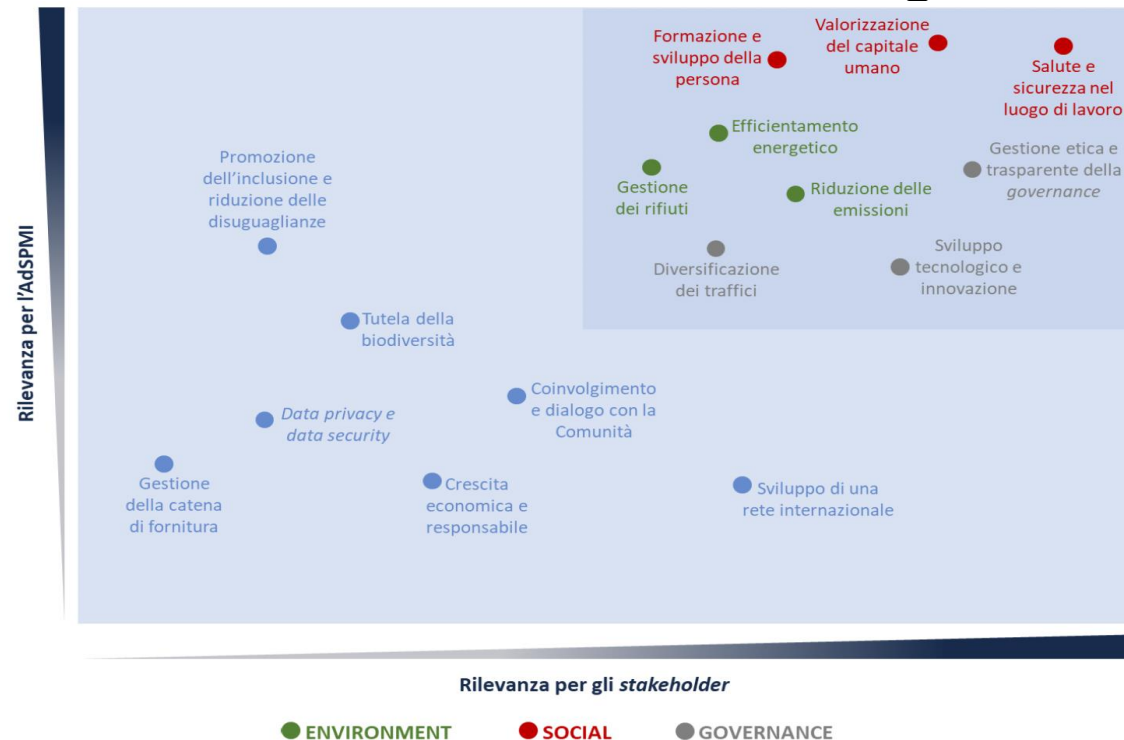 Rilevanza per l'AdSPMI
Formazione e
sviluppo della
persona
Valorizzazione
del capitale
umano
Salute e
sicurezza nel
luogo di lavoro
Efficientamento
energetico
Gestione
dei rifiuti
Riduzione delle
emissioni
Gestione etica e
trasparente della
governance
Diversificazione
dei traffici
Sviluppo
tecnologico e
innovazione
Promozione
dell'inclusione e
riduzione delle
disuguaglianze
Tutela della
biodiversità
Coinvolgimento
e dialogo con la
Comunità
Data privacy e
data security
Gestione
della catena
di fornitura
Crescita
economica e
responsabile
Sviluppo di una
rete internazionale
Rilevanza per gli stakeholder
ENVIRONMENT
SOCIAL
GOVERNANCE